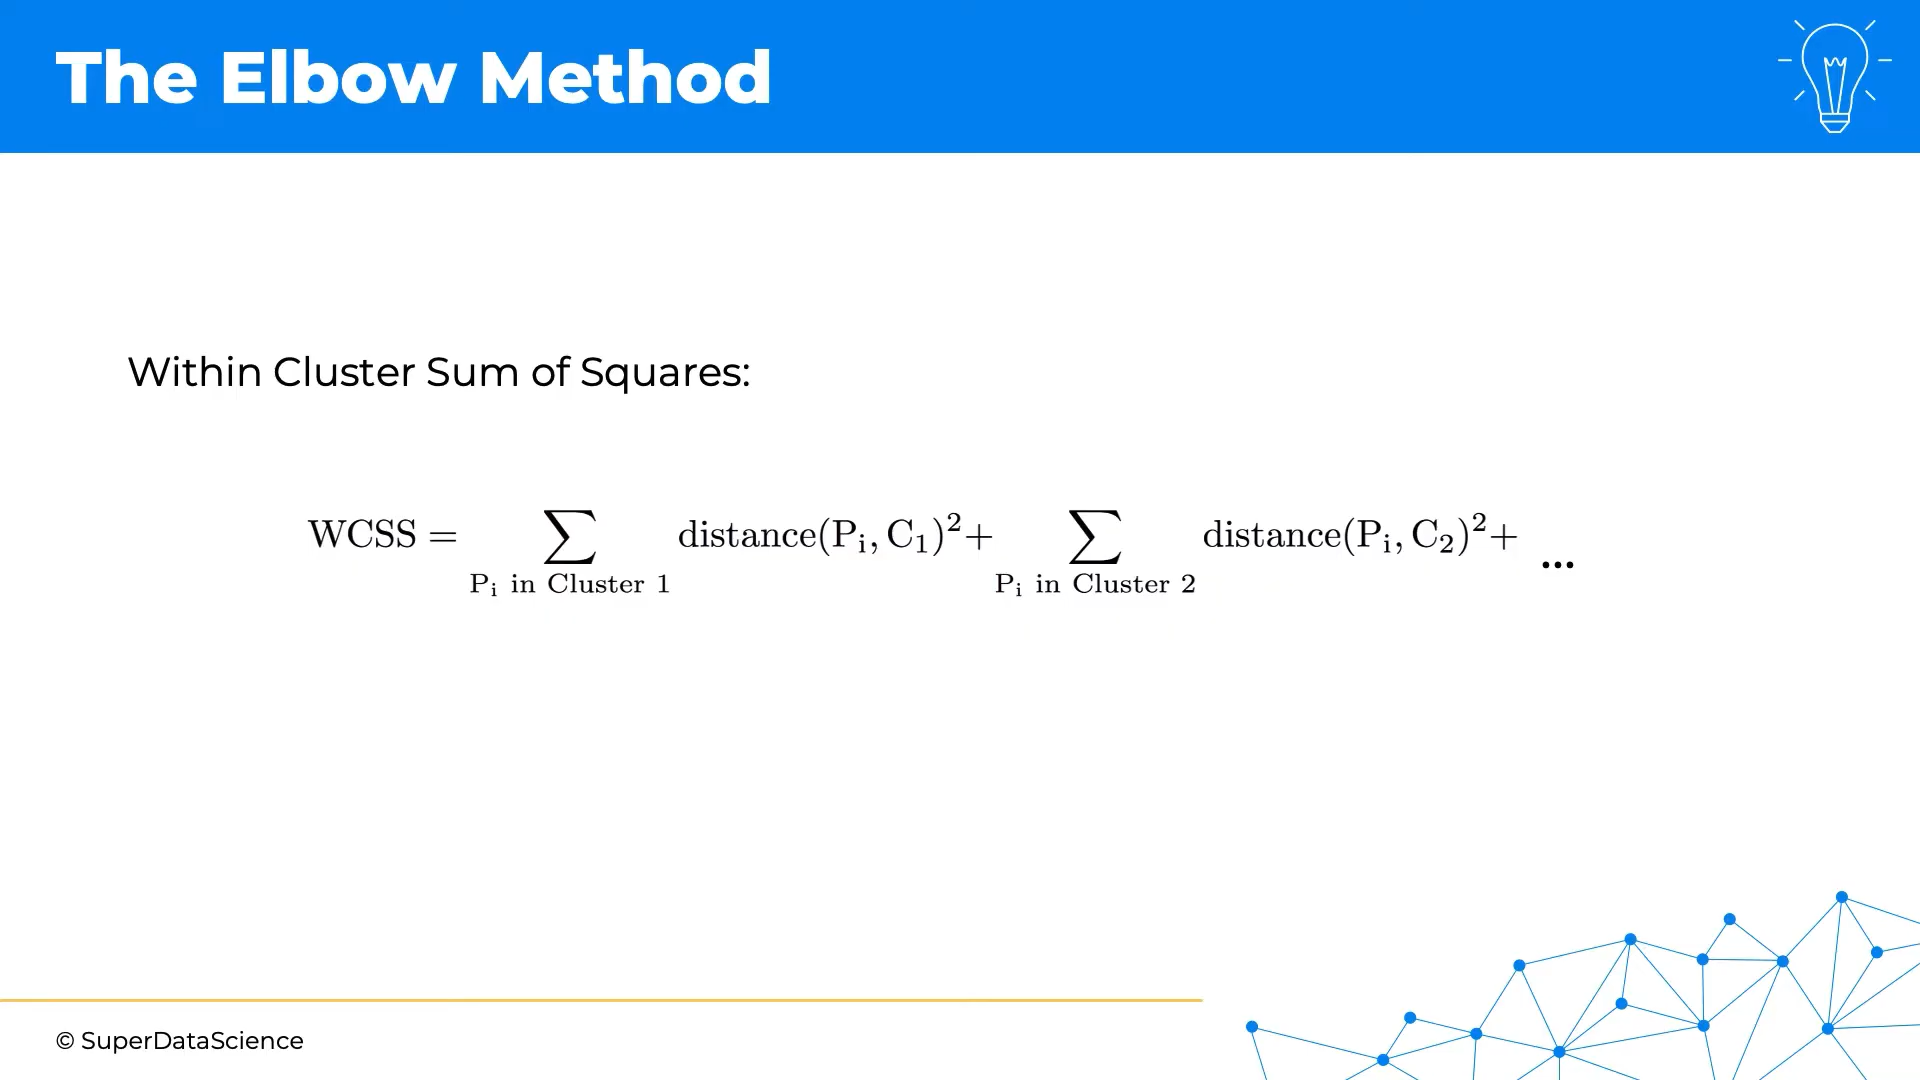 The Elbow Method
Within Cluster Sum of Squares:
WCSS = ∑ distance(Pᵢ, C₁)² + ∑ distance(Pᵢ, C₂)² + ...
Pᵢ in Cluster 1 Pᵢ in Cluster 2
© SuperDataScience